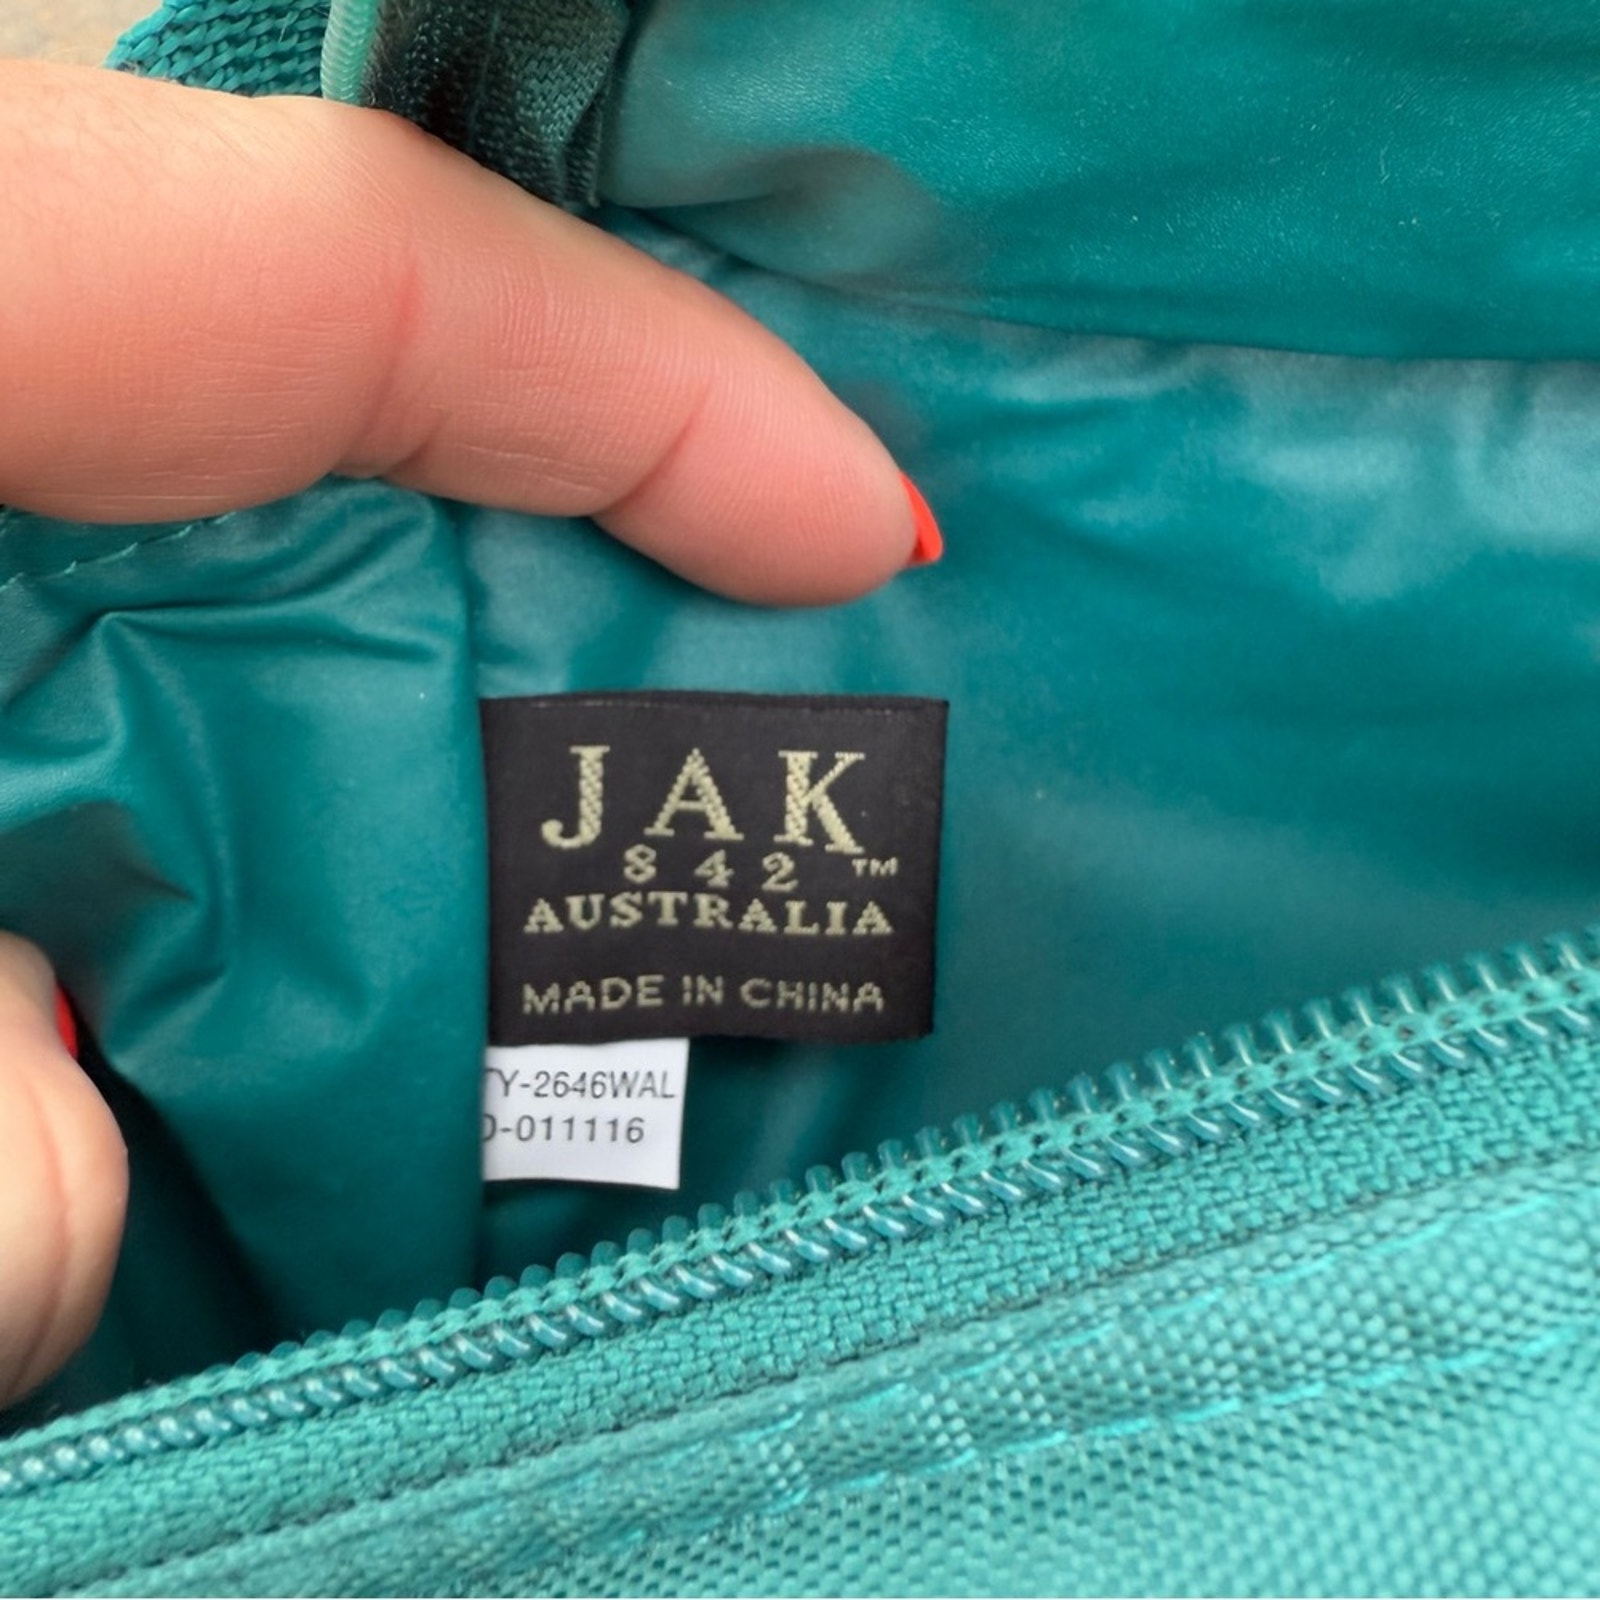 JAK
842 ™
AUSTRALIA
MADE IN CHINA
TY-2646WAL
D-011116